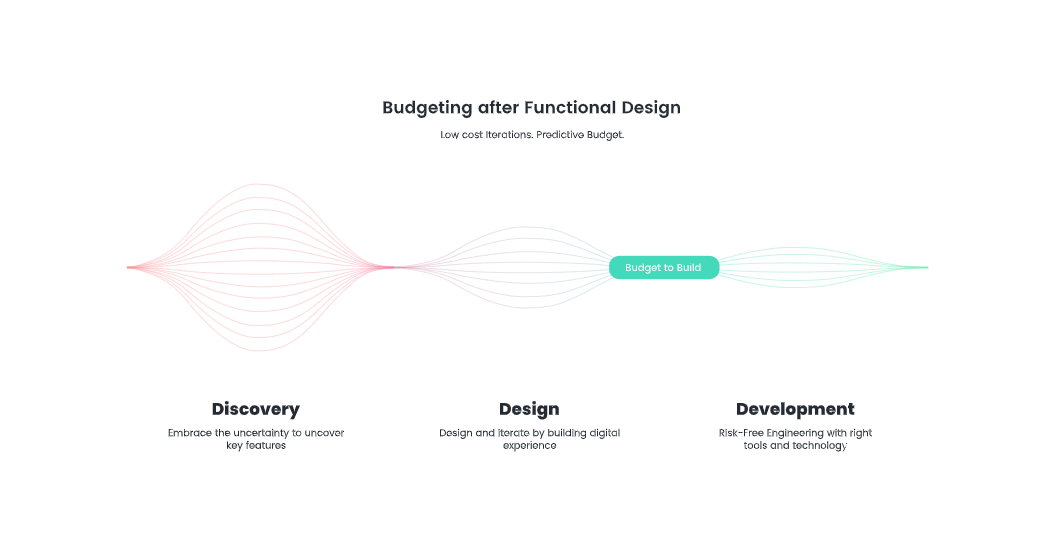 Budgeting after Functional Design
Low cost Iterations. Predictive Budget.
Budget to Build
Discovery
Embrace the uncertainty to uncover
key features
Design
Design and iterate by building digital
experience
Development
Risk-Free Engineering with right
tools and technology